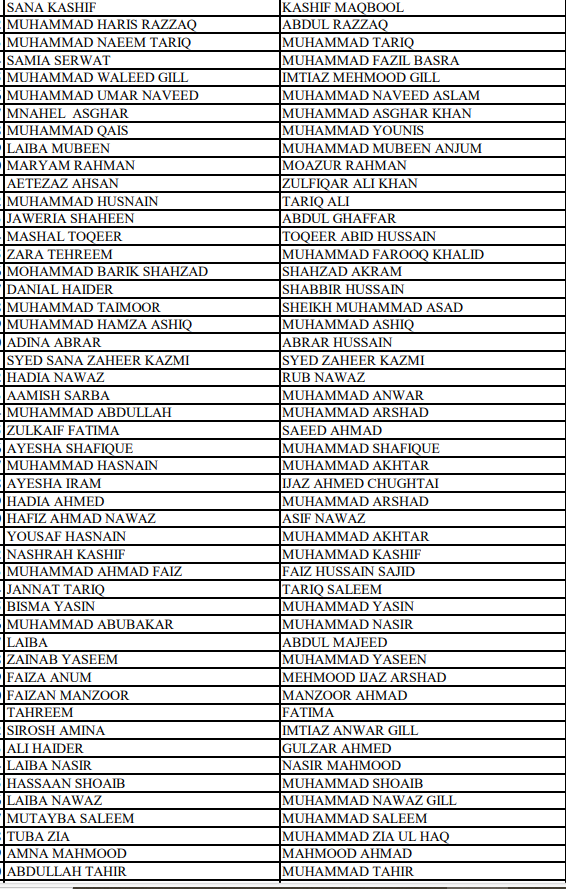 SANA KASHIF KASHIF MAQBOOL
MUHAMMAD HARIS RAZZAQ ABDUL RAZZAQ
MUHAMMAD NAEEM TARIQ MUHAMMAD TARIQ
SAMIA SERWAT MUHAMMAD FAZIL BASRA
MUHAMMAD WALEED GILL IMTIAZ MEHMOOD GILL
MUHAMMAD UMAR NAVEED MUHAMMAD NAVEED ASLAM
MNAHEL ASGHAR MUHAMMAD ASGHAR KHAN
MUHAMMAD QAIS MUHAMMAD YOUNIS
LAIBA MUBEEN MUHAMMAD MUBEEN ANJUM
MARYAM RAHMAN MOAZUR RAHMAN
AETEZAZ AHSAN ZULFIQAR ALI KHAN
MUHAMMAD HUSNAIN TARIQ ALI
JAWERIA SHAHEEN ABDUL GHAFFAR
MASHAL TOQEER TOQEER ABID HUSSAIN
ZARA TEHREEM MUHAMMAD FAROOQ KHALID
MOHAMMAD BARIK SHAHZAD SHAHZAD AKRAM
DANIAL HAIDER SHABBIR HUSSAIN
MUHAMMAD TAIMOOR SHEIKH MUHAMMAD ASAD
MUHAMMAD HAMZA ASHIQ MUHAMMAD ASHIQ
ADINA ABRAR ABRAR HUSSAIN
SYED SANA ZAHEER KAZMI SYED ZAHEER KAZMI
HADIA NAWAZ RUB NAWAZ
AAMISH SARBA MUHAMMAD ANWAR
MUHAMMAD ABDULLAH MUHAMMAD ARSHAD
ZULKAIF FATIMA SAEED AHMAD
AYESHA SHAFIQUE MUHAMMAD SHAFIQUE
MUHAMMAD HASNAIN MUHAMMAD AKHTAR
AYESHA IRAM IJAZ AHMED CHUGHTAI
HADIA AHMED MUHAMMAD ARSHAD
HAFIZ AHMAD NAWAZ ASIF NAWAZ
YOUSAF HASNAIN MUHAMMAD AKHTAR
NASHRAH KASHIF MUHAMMAD KASHIF
MUHAMMAD AHMAD FAIZ FAIZ HUSSAIN SAJID
JANNAT TARIQ TARIQ SALEEM
BISMA YASIN MUHAMMAD YASIN
MUHAMMAD ABUBAKAR MUHAMMAD NASIR
LAIBA ABDUL MAJEED
ZAINAB YASEEM MUHAMMAD YASEEN
FAIZA ANUM MEHMOOD IJAZ ARSHAD
FAIZAN MANZOOR MANZOOR AHMAD
TAHREEM FATIMA
SIROSH AMINA IMTIAZ ANWAR GILL
ALI HAIDER GULZAR AHMED
LAIBA NASIR NASIR MAHMOOD
HASSAAN SHOAIB MUHAMMAD SHOAIB
LAIBA NAWAZ MUHAMMAD NAWAZ GILL
MUTAYBA SALEEM MUHAMMAD SALEEM
TUBA ZIA MUHAMMAD ZIA UL HAQ
AMNA MAHMOOD MAHMOOD AHMAD
ABDULLAH TAHIR MUHAMMAD TAHIR